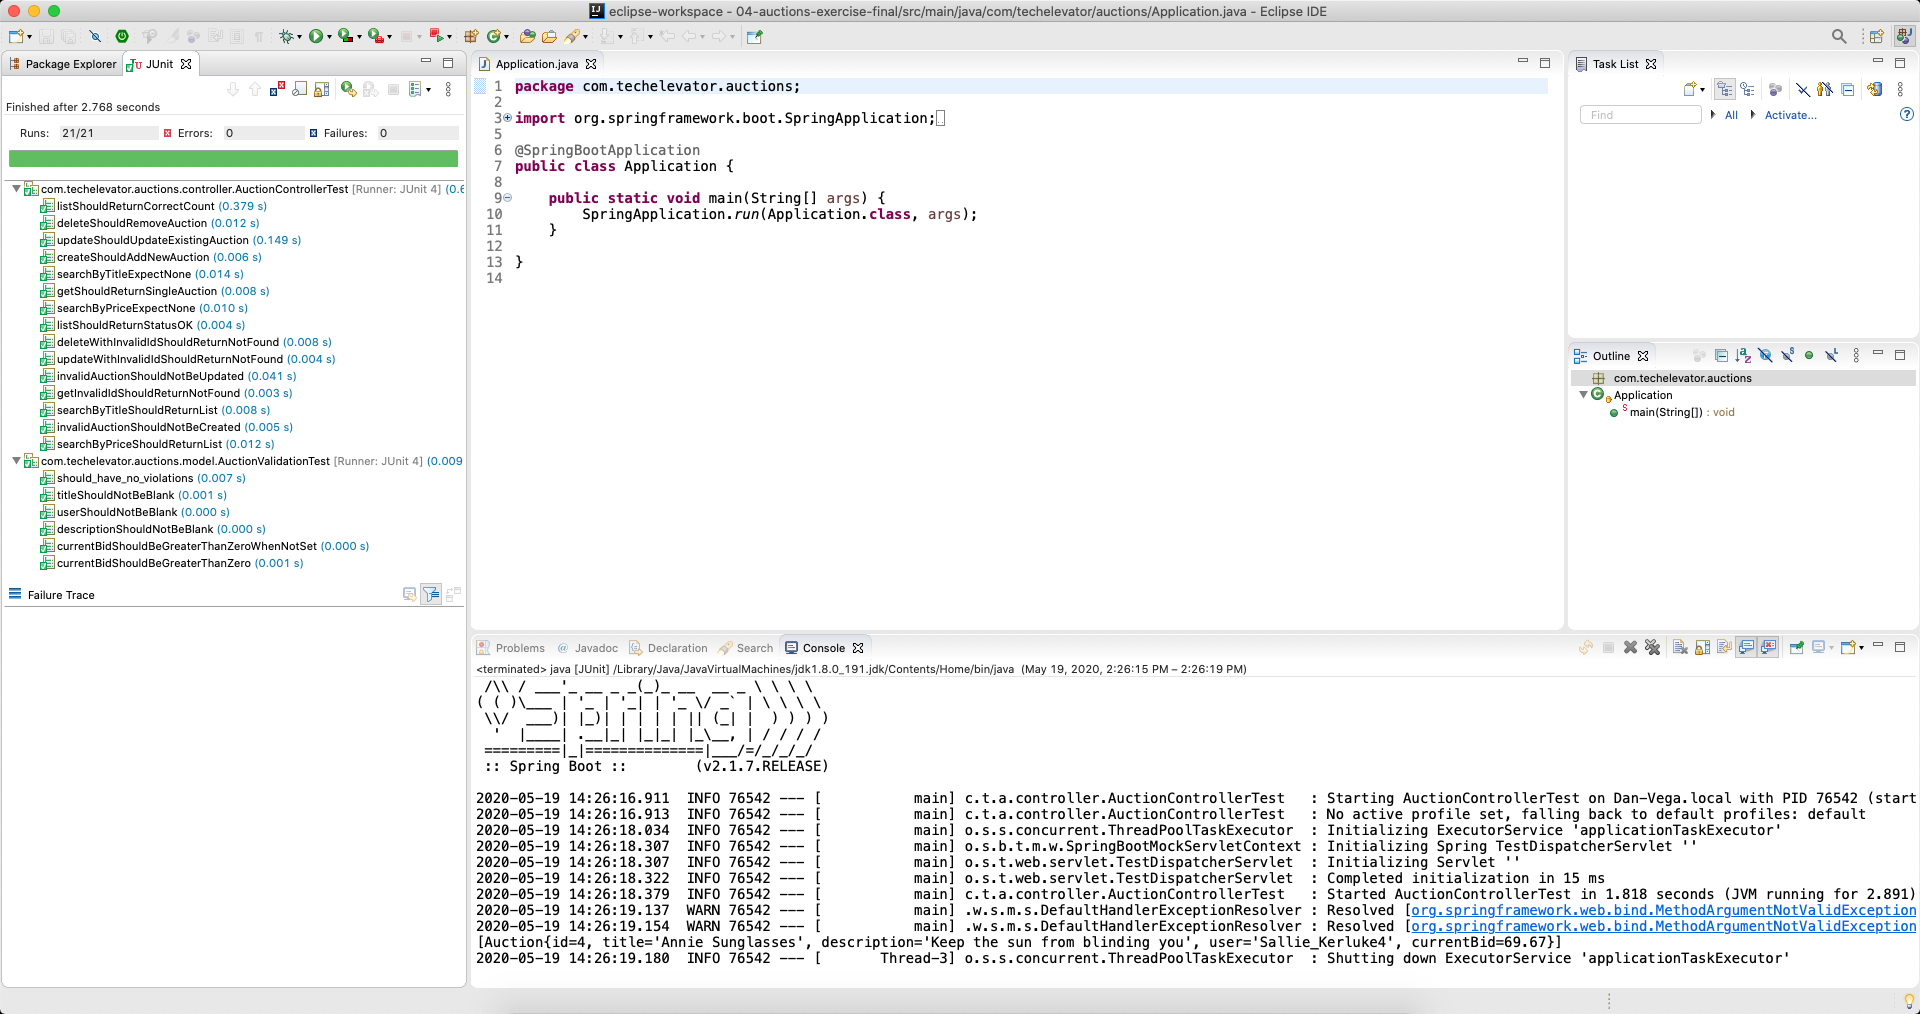 eclipse-workspace - 04-auctions-exercise-final/src/main/java/com/techelevator/auctions/Application.java - Eclipse IDE
Package Explorer
JUnit
Finished after 2.768 seconds
Runs: 21/21
Errors: 0
Failures: 0
com.techelevator.auctions.controller.AuctionControllerTest [Runner: JUnit 4] (0.6
listShouldReturnCorrectCount (0.379 s)
deleteShouldRemoveAuction (0.012 s)
updateShouldUpdateExistingAuction (0.149 s)
createShouldAddNewAuction (0.006 s)
searchByTitleExpectNone (0.014 s)
getShouldReturnSingleAuction (0.008 s)
searchByPriceExpectNone (0.010 s)
listShouldReturnStatusOK (0.004 s)
deleteWithInvalidIdShouldReturnNotFound (0.008 s)
updateWithInvalidIdShouldReturnNotFound (0.004 s)
invalidAuctionShouldNotBeUpdated (0.041 s)
getInvalidIdShouldReturnNotFound (0.003 s)
searchByTitleShouldReturnList (0.008 s)
invalidAuctionShouldNotBeCreated (0.005 s)
searchByPriceShouldReturnList (0.012 s)
com.techelevator.auctions.model.AuctionValidationTest [Runner: JUnit 4] (0.009
should_have_no_violations (0.007 s)
titleShouldNotBeBlank (0.001 s)
userShouldNotBeBlank (0.000 s)
descriptionShouldNotBeBlank (0.000 s)
currentBidShouldBeGreaterThanZeroWhenNotSet (0.000 s)
currentBidShouldBeGreaterThanZero (0.001 s)
Failure Trace
Application.java
1 package com.techelevator.auctions;
2
3 import org.springframework.boot.SpringApplication;
5
6 @SpringBootApplication
7 public class Application {
8
9 public static void main(String[] args) {
10 SpringApplication.run(Application.class, args);
11 }
12
13 }
14
Task List
Find
All
Activate...
Outline
com.techelevator.auctions
Application
main(String[]) : void
Problems
@ Javadoc
Declaration
Search
Console
<terminated> java [JUnit] /Library/Java/JavaVirtualMachines/jdk1.8.0_191.jdk/Contents/Home/bin/java (May 19, 2020, 2:26:15 PM – 2:26:19 PM)
 /\\ / ___'_ __ _ _(_)_ __  __ _ \ \ \ \
( ( )\___ | '_ | '_| | '_ \/ _` | \ \ \ \
 \\/  ___)| |_)| | | | | || (_| |  ) ) ) )
  '  |____| .__|_| |_|_| |_\__, | / / / /
 =========|_|==============|___/=/_/_/_/
 :: Spring Boot ::        (v2.1.7.RELEASE)
2020-05-19 14:26:16.911  INFO 76542 --- [           main] c.t.a.controller.AuctionControllerTest   : Starting AuctionControllerTest on Dan-Vega.local with PID 76542 (start
2020-05-19 14:26:16.913  INFO 76542 --- [           main] c.t.a.controller.AuctionControllerTest   : No active profile set, falling back to default profiles: default
2020-05-19 14:26:18.034  INFO 76542 --- [           main] o.s.s.concurrent.ThreadPoolTaskExecutor  : Initializing ExecutorService 'applicationTaskExecutor'
2020-05-19 14:26:18.307  INFO 76542 --- [           main] o.s.b.t.m.w.SpringBootMockServletContext : Initializing Spring TestDispatcherServlet ''
2020-05-19 14:26:18.307  INFO 76542 --- [           main] o.s.t.web.servlet.TestDispatcherServlet  : Initializing Servlet ''
2020-05-19 14:26:18.322  INFO 76542 --- [           main] o.s.t.web.servlet.TestDispatcherServlet  : Completed initialization in 15 ms
2020-05-19 14:26:18.379  INFO 76542 --- [           main] c.t.a.controller.AuctionControllerTest   : Started AuctionControllerTest in 1.818 seconds (JVM running for 2.891)
2020-05-19 14:26:19.137  WARN 76542 --- [           main] .w.s.m.s.DefaultHandlerExceptionResolver : Resolved [org.springframework.web.bind.MethodArgumentNotValidException
2020-05-19 14:26:19.154  WARN 76542 --- [           main] .w.s.m.s.DefaultHandlerExceptionResolver : Resolved [org.springframework.web.bind.MethodArgumentNotValidException
[Auction{id=4, title='Annie Sunglasses', description='Keep the sun from blinding you', user='Sallie_Kerluke4', currentBid=69.67}]
2020-05-19 14:26:19.180  INFO 76542 --- [       Thread-3] o.s.s.concurrent.ThreadPoolTaskExecutor  : Shutting down ExecutorService 'applicationTaskExecutor'